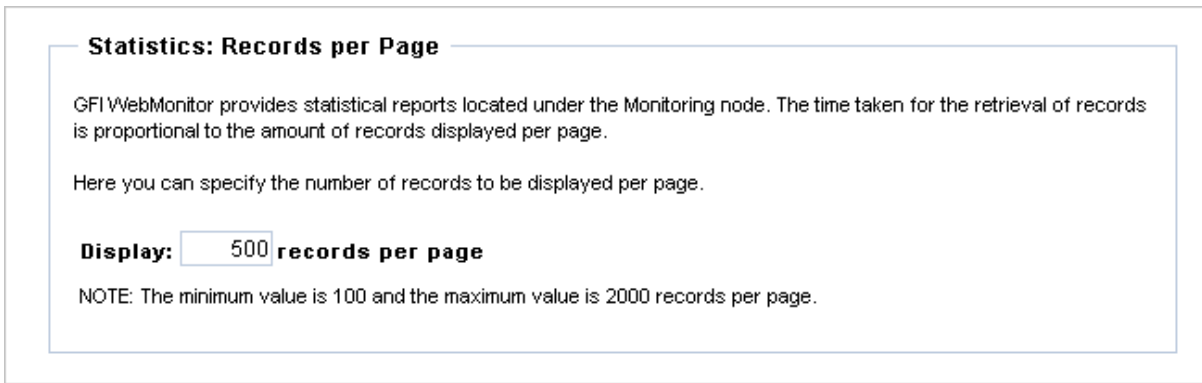 Statistics: Records per Page
GFI WebMonitor provides statistical reports located under the Monitoring node. The time taken for the retrieval of records
is proportional to the amount of records displayed per page.
Here you can specify the number of records to be displayed per page.
Display: 500 records per page
NOTE: The minimum value is 100 and the maximum value is 2000 records per page.